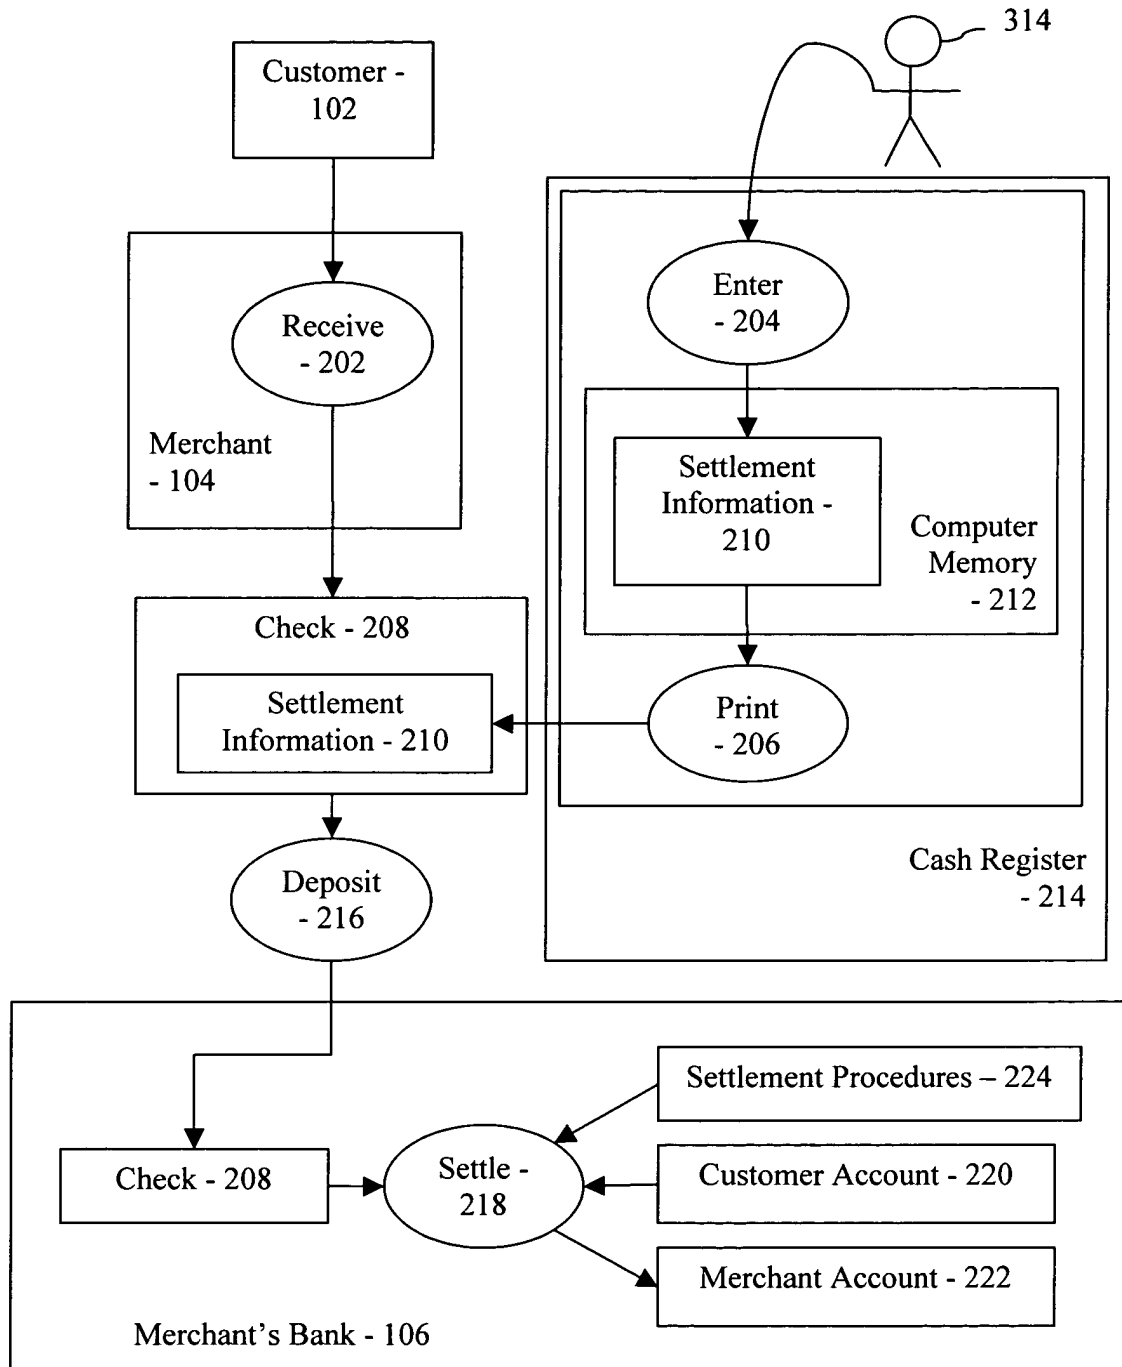 314
Customer -
102
Enter
- 204
Receive
- 202
Merchant
- 104
Settlement
Information -
210
Computer
Memory
- 212
Check - 208
Settlement
Information - 210
Print
- 206
Cash Register
- 214
Deposit
- 216
Settlement Procedures – 224
Check - 208
Settle -
218
Customer Account - 220
Merchant Account - 222
Merchant's Bank - 106